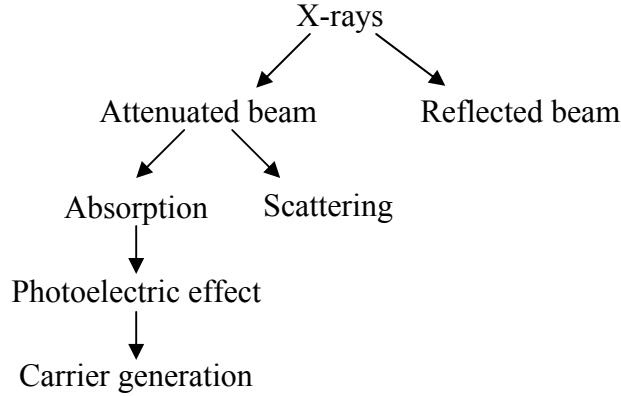 X-rays
Attenuated beam
Reflected beam
Absorption
Scattering
Photoelectric effect
Carrier generation